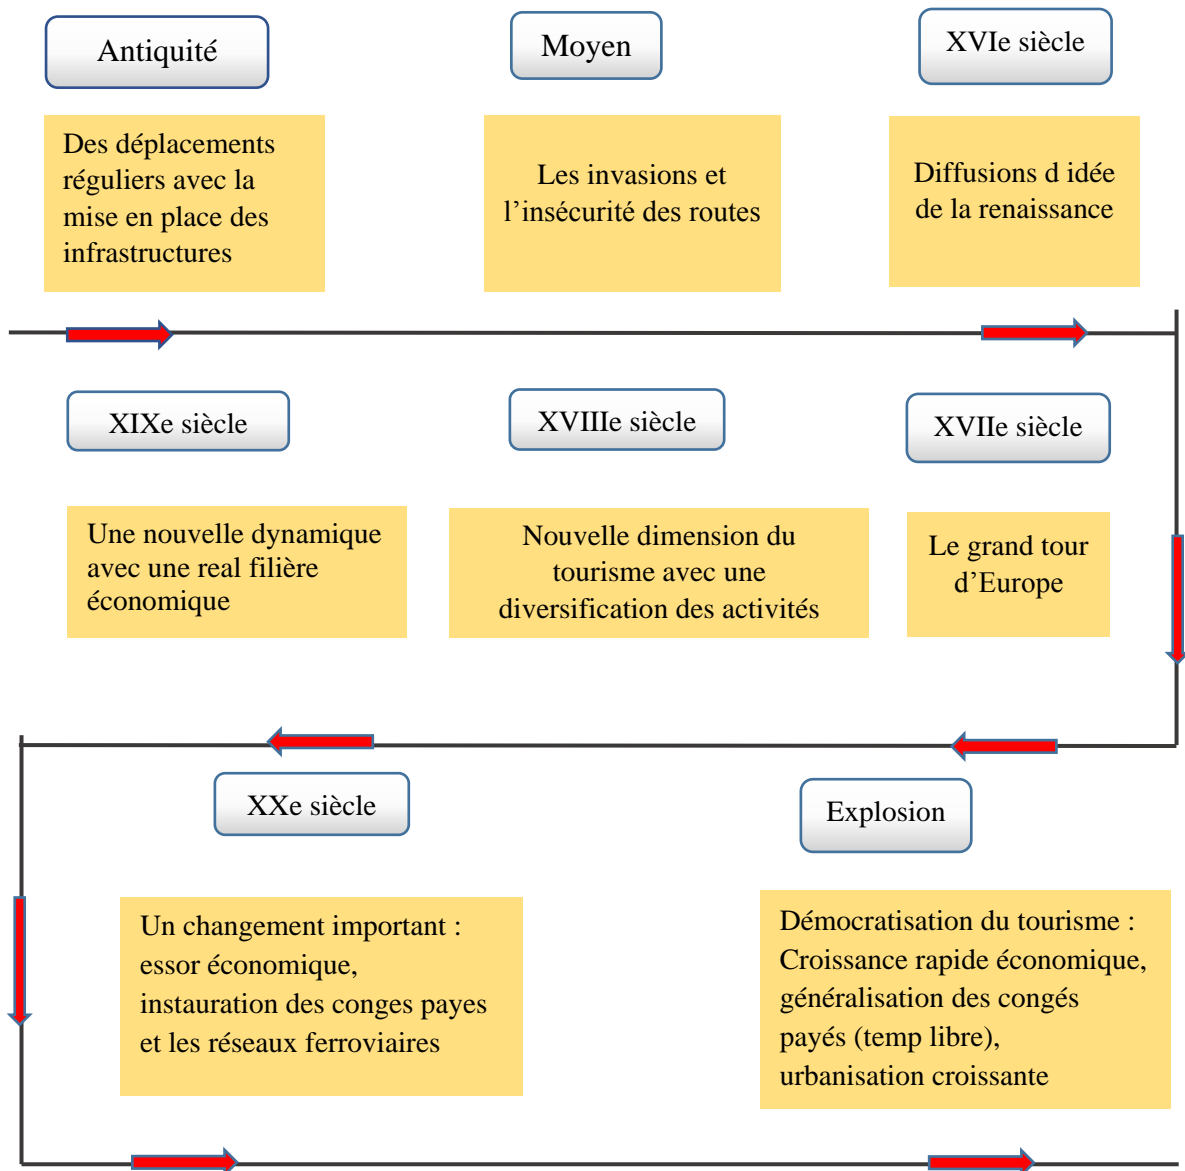 Antiquité
Moyen
XVIe siècle
Des déplacements
réguliers avec la
mise en place des
infrastructures
Les invasions et
l’insécurité des routes
Diffusions d idée
de la renaissance
XIXe siècle
XVIIIe siècle
XVIIe siècle
Une nouvelle dynamique
avec une real filière
économique
Nouvelle dimension du
tourisme avec une
diversification des activités
Le grand tour
d’Europe
XXe siècle
Explosion
Un changement important :
essor économique,
instauration des conges payes
et les réseaux ferroviaires
Démocratisation du tourisme :
Croissance rapide économique,
généralisation des congés
payés (temp libre),
urbanisation croissante